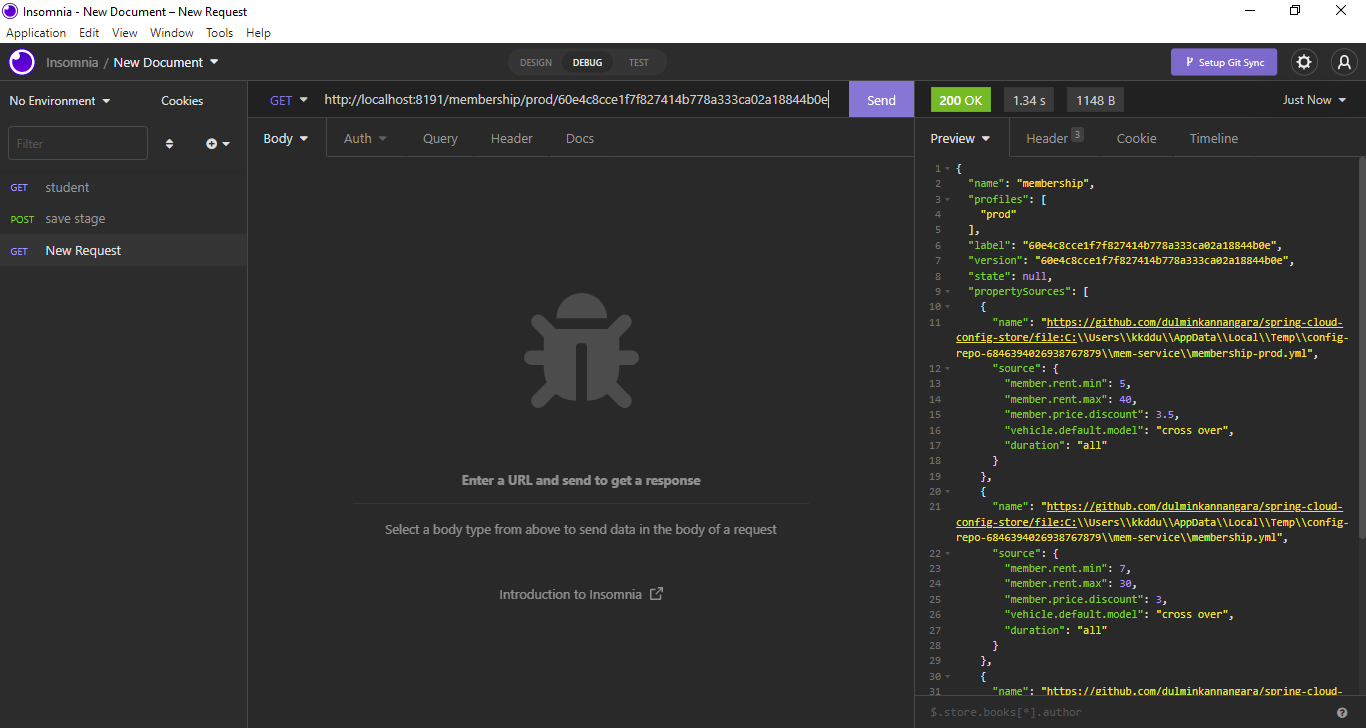 Insomnia - New Document – New Request
Application Edit View Window Tools Help
Insomnia / New Document
DESIGN DEBUG TEST
Setup Git Sync
No Environment Cookies
GET http://localhost:8191/membership/prod/60e4c8cce1f7f827414b778a333ca02a18844b0e Send
200 OK 1.34 s 1148 B Just Now
Filter
Body Auth Query Header Docs
Preview Header 3 Cookie Timeline
GET student
POST save stage
GET New Request
Enter a URL and send to get a response
Select a body type from above to send data in the body of a request
Introduction to Insomnia
1 {
2 "name": "membership",
3 "profiles": [
4 "prod"
5 ],
6 "label": "60e4c8cce1f7f827414b778a333ca02a18844b0e",
7 "version": "60e4c8cce1f7f827414b778a333ca02a18844b0e",
8 "state": null,
9 "propertySources": [
10 {
11 "name": "https://github.com/dulminkannangara/spring-cloud-
config-store/file:C:\\Users\\kkddu\\AppData\\Local\\Temp\\config-
repo-6846394026938767879\\mem-service\\membership-prod.yml",
12 "source": {
13 "member.rent.min": 5,
14 "member.rent.max": 40,
15 "member.price.discount": 3.5,
16 "vehicle.default.model": "cross over",
17 "duration": "all"
18 }
19 },
20 {
21 "name": "https://github.com/dulminkannangara/spring-cloud-
config-store/file:C:\\Users\\kkddu\\AppData\\Local\\Temp\\config-
repo-6846394026938767879\\mem-service\\membership.yml",
22 "source": {
23 "member.rent.min": 7,
24 "member.rent.max": 30,
25 "member.price.discount": 3,
26 "vehicle.default.model": "cross over",
27 "duration": "all"
28 }
29 },
30 {
31 "name": "https://github.com/dulminkannangara/spring-cloud-
$.store.books[*].author